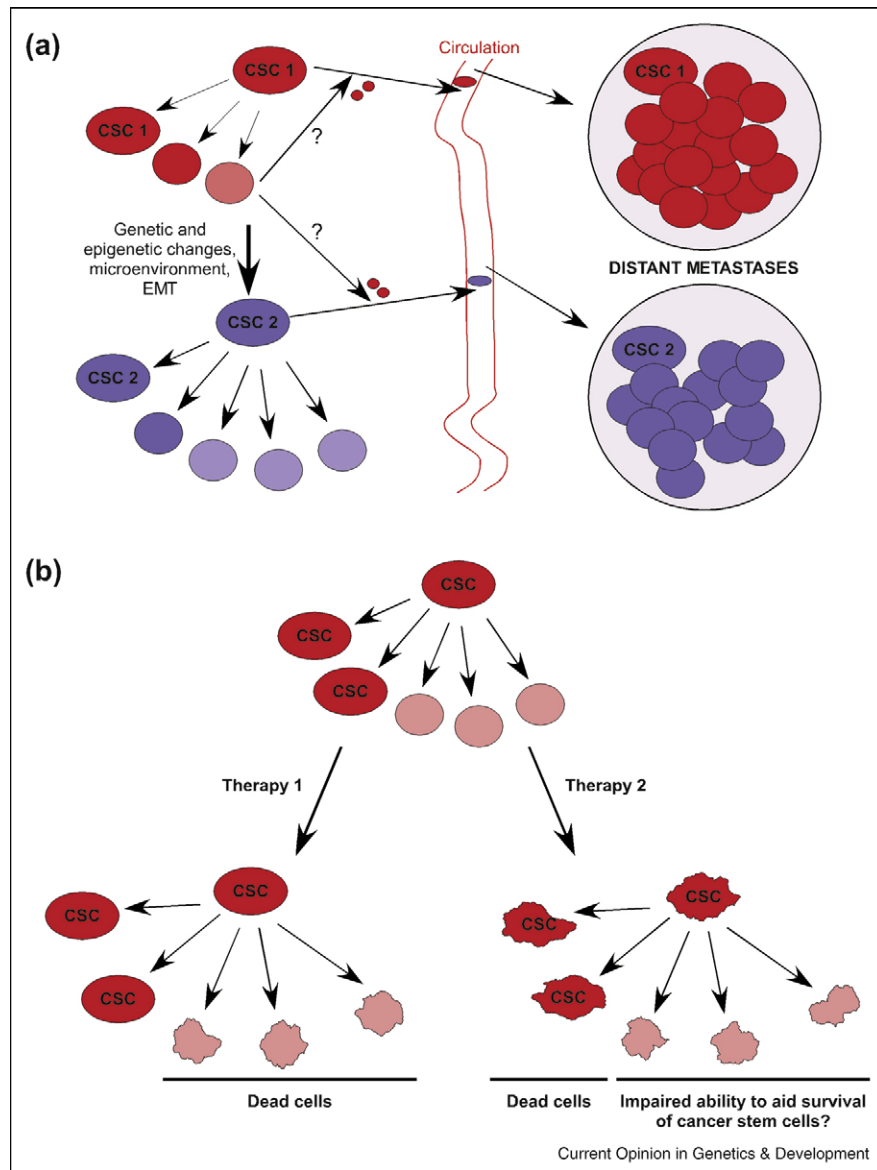 (a)
CSC 1
Circulation
CSC 1
CSC 1
?
Genetic and
epigenetic changes,
microenvironment,
EMT
?
DISTANT METASTASES
CSC 2
CSC 2
CSC 2
(b)
CSC
CSC
CSC
Therapy 1
Therapy 2
CSC
CSC
CSC
CSC
CSC
CSC
Dead cells
Dead cells
Impaired ability to aid survival
of cancer stem cells?
Current Opinion in Genetics & Development